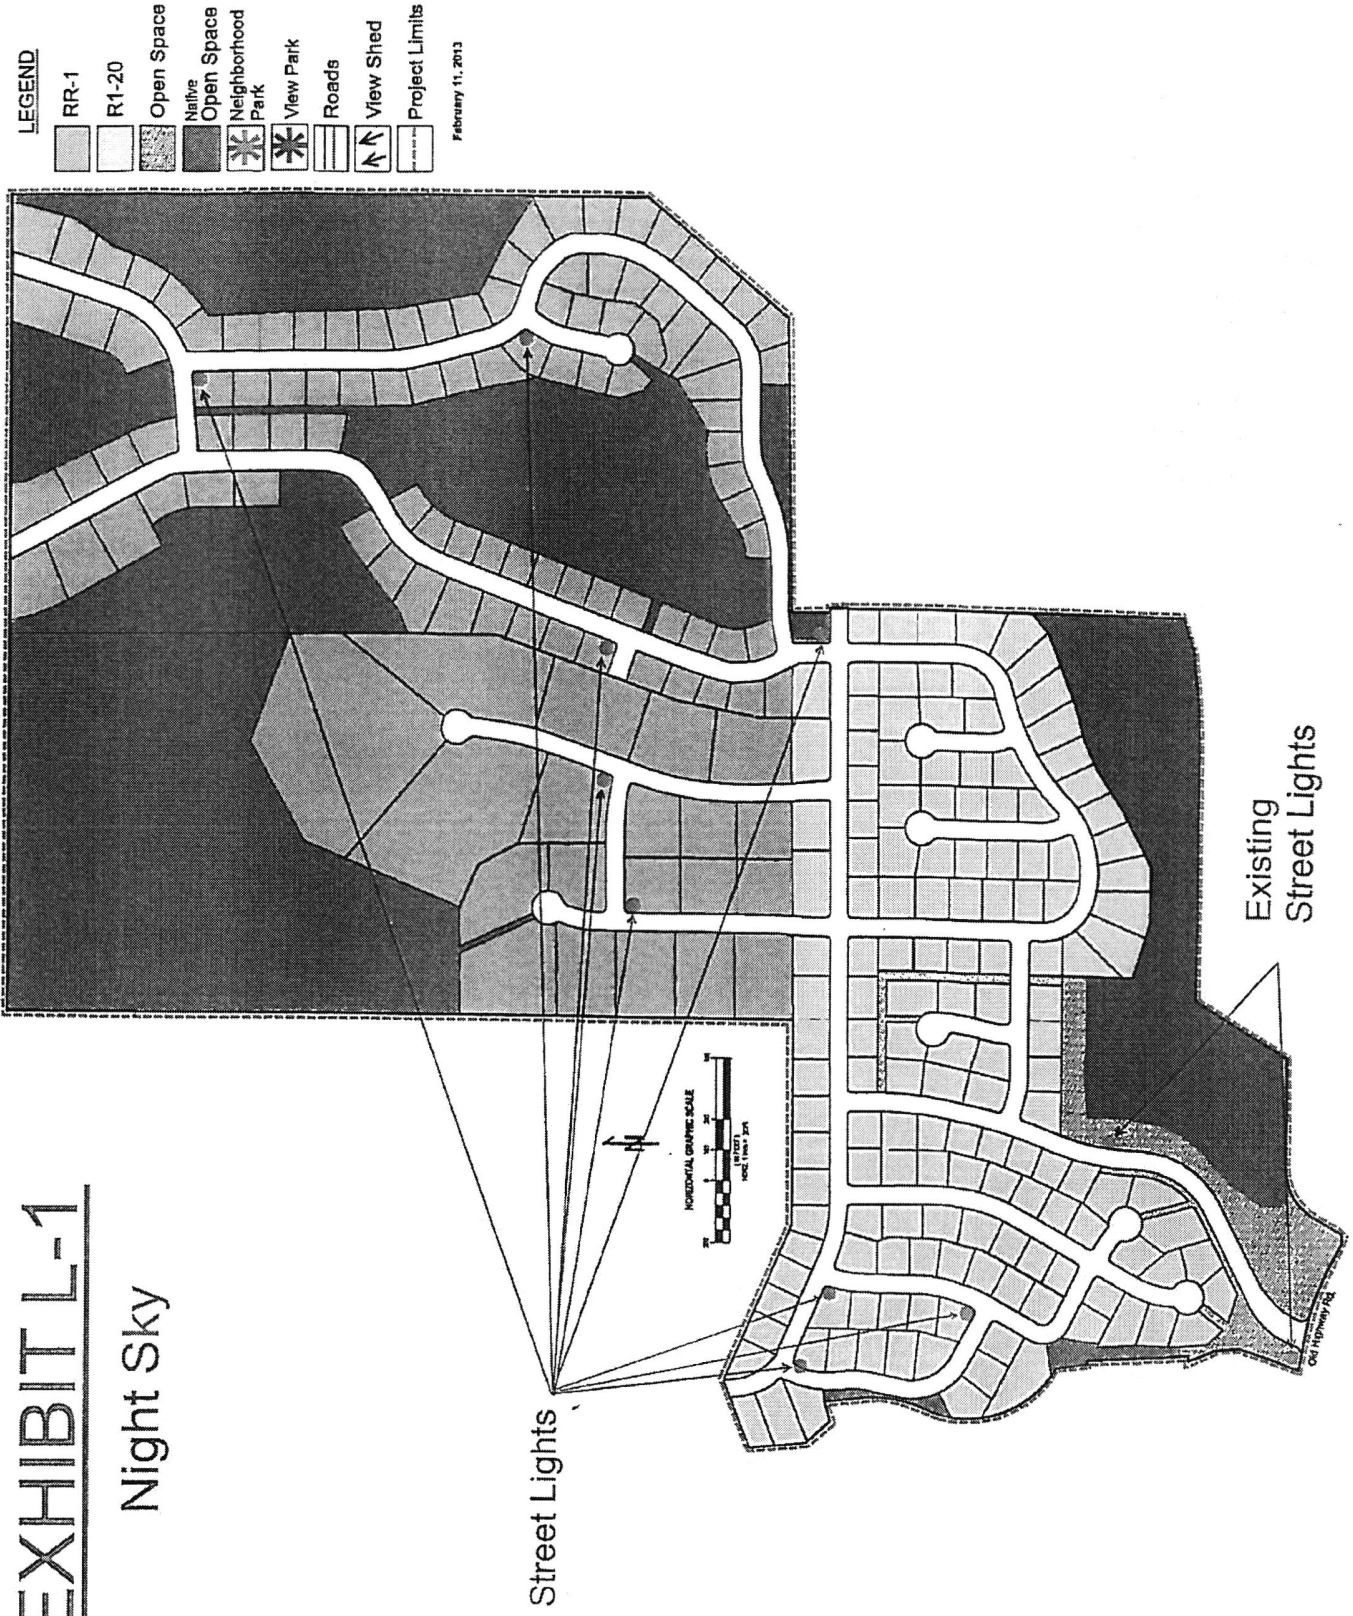 EXHIBIT L-1
Night Sky
LEGEND
RR-1
R1-20
Open Space
Native
Open Space
Neighborhood
Park
View Park
Roads
View Shed
Project Limits
February 11, 2013
Street Lights
N
HORIZONTAL GRAPHIC SCALE
Existing
Street Lights
Old Highway Rd.